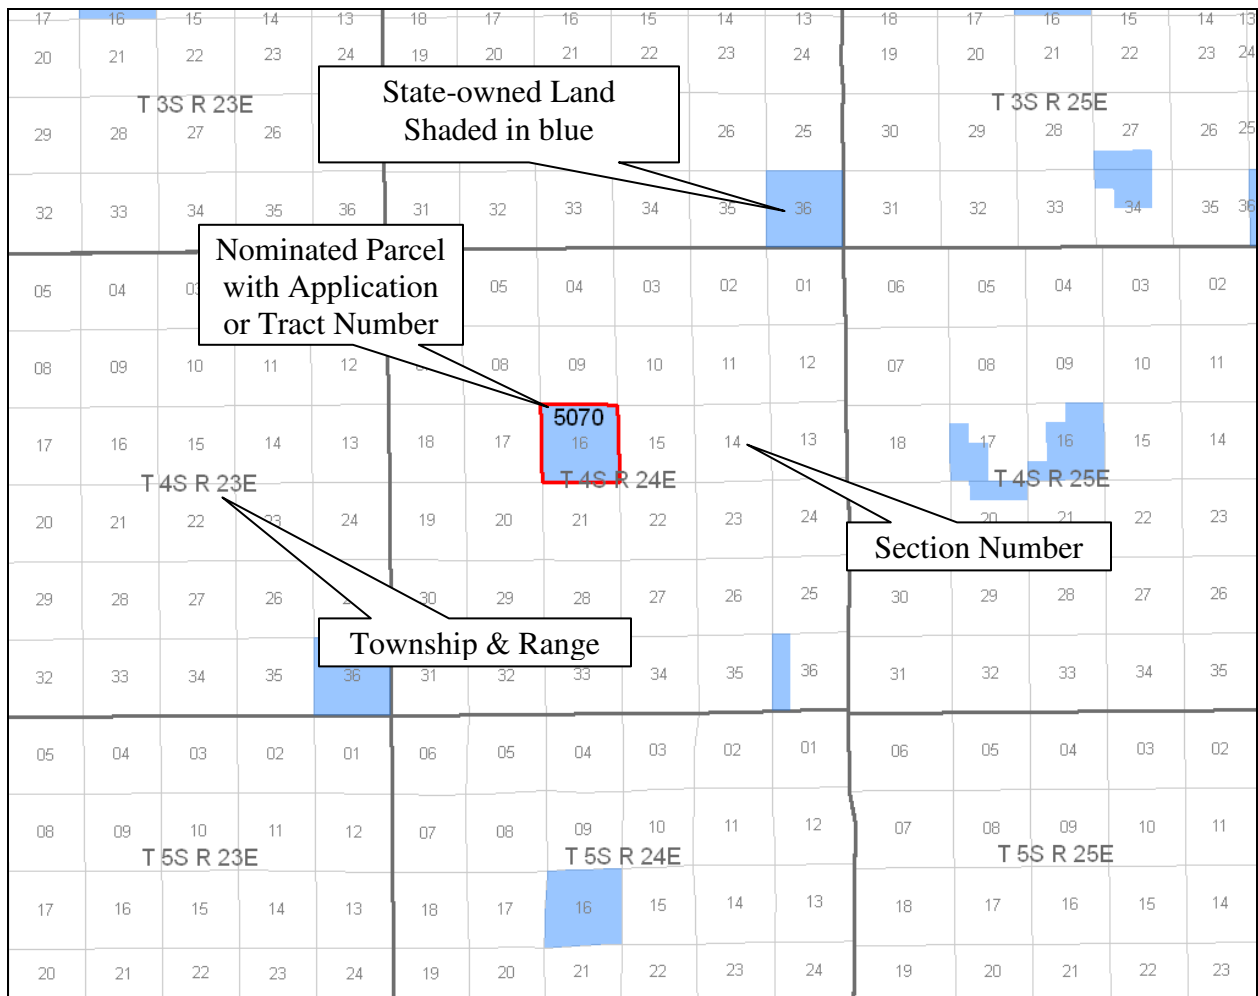 17 16 15 14 13 18 17 16 15 14 13 18 17 16 15 14 13
20 21 22 23 24 19 20 21 22 23 24 19 20 21 22 23 24
State-owned Land
Shaded in blue
T 3S R 23E
T 3S R 25E
29 28 27 26 26 25 30 29 28 27 26 25
32 33 34 35 36 31 32 33 34 35 36 31 32 33 34 35 36
Nominated Parcel
with Application
or Tract Number
05 04 05 04 03 02 01 06 05 04 03 02
08 09 10 11 12 08 09 10 11 12 07 08 09 10 11
5070
17 16 15 14 13 18 17 16 15 14 13 18 17 16 15 14
T 4S R 23E
T 4S R 24E
T 4S R 25E
20 21 22 23 24 19 20 21 22 23 24 20 21 22 23
Section Number
29 28 27 26 30 29 28 27 26 25 30 29 28 27 26
Township & Range
32 33 34 35 36 31 32 33 34 35 36 31 32 33 34 35
05 04 03 02 01 06 05 04 03 02 01 06 05 04 03 02
08 09 10 11 12 07 08 09 10 11 12 07 08 09 10 11
T 5S R 23E
T 5S R 24E
T 5S R 25E
17 16 15 14 13 18 17 16 15 14 13 18 17 16 15 14
20 21 22 23 24 19 20 21 22 23 24 19 20 21 22 23